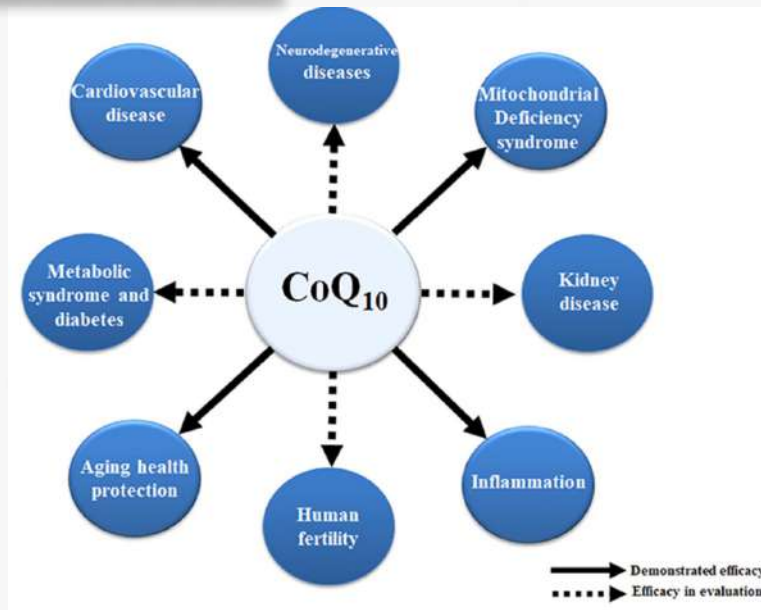 Neurodegenerative
diseases
Cardiovascular
disease
Mitochondrial
Deficiency
syndrome
Metabolic
syndrome and
diabetes
CoQ10
Kidney
disease
Aging health
protection
Human
fertility
Inflammation
Demonstrated efficacy
Efficacy in evaluation